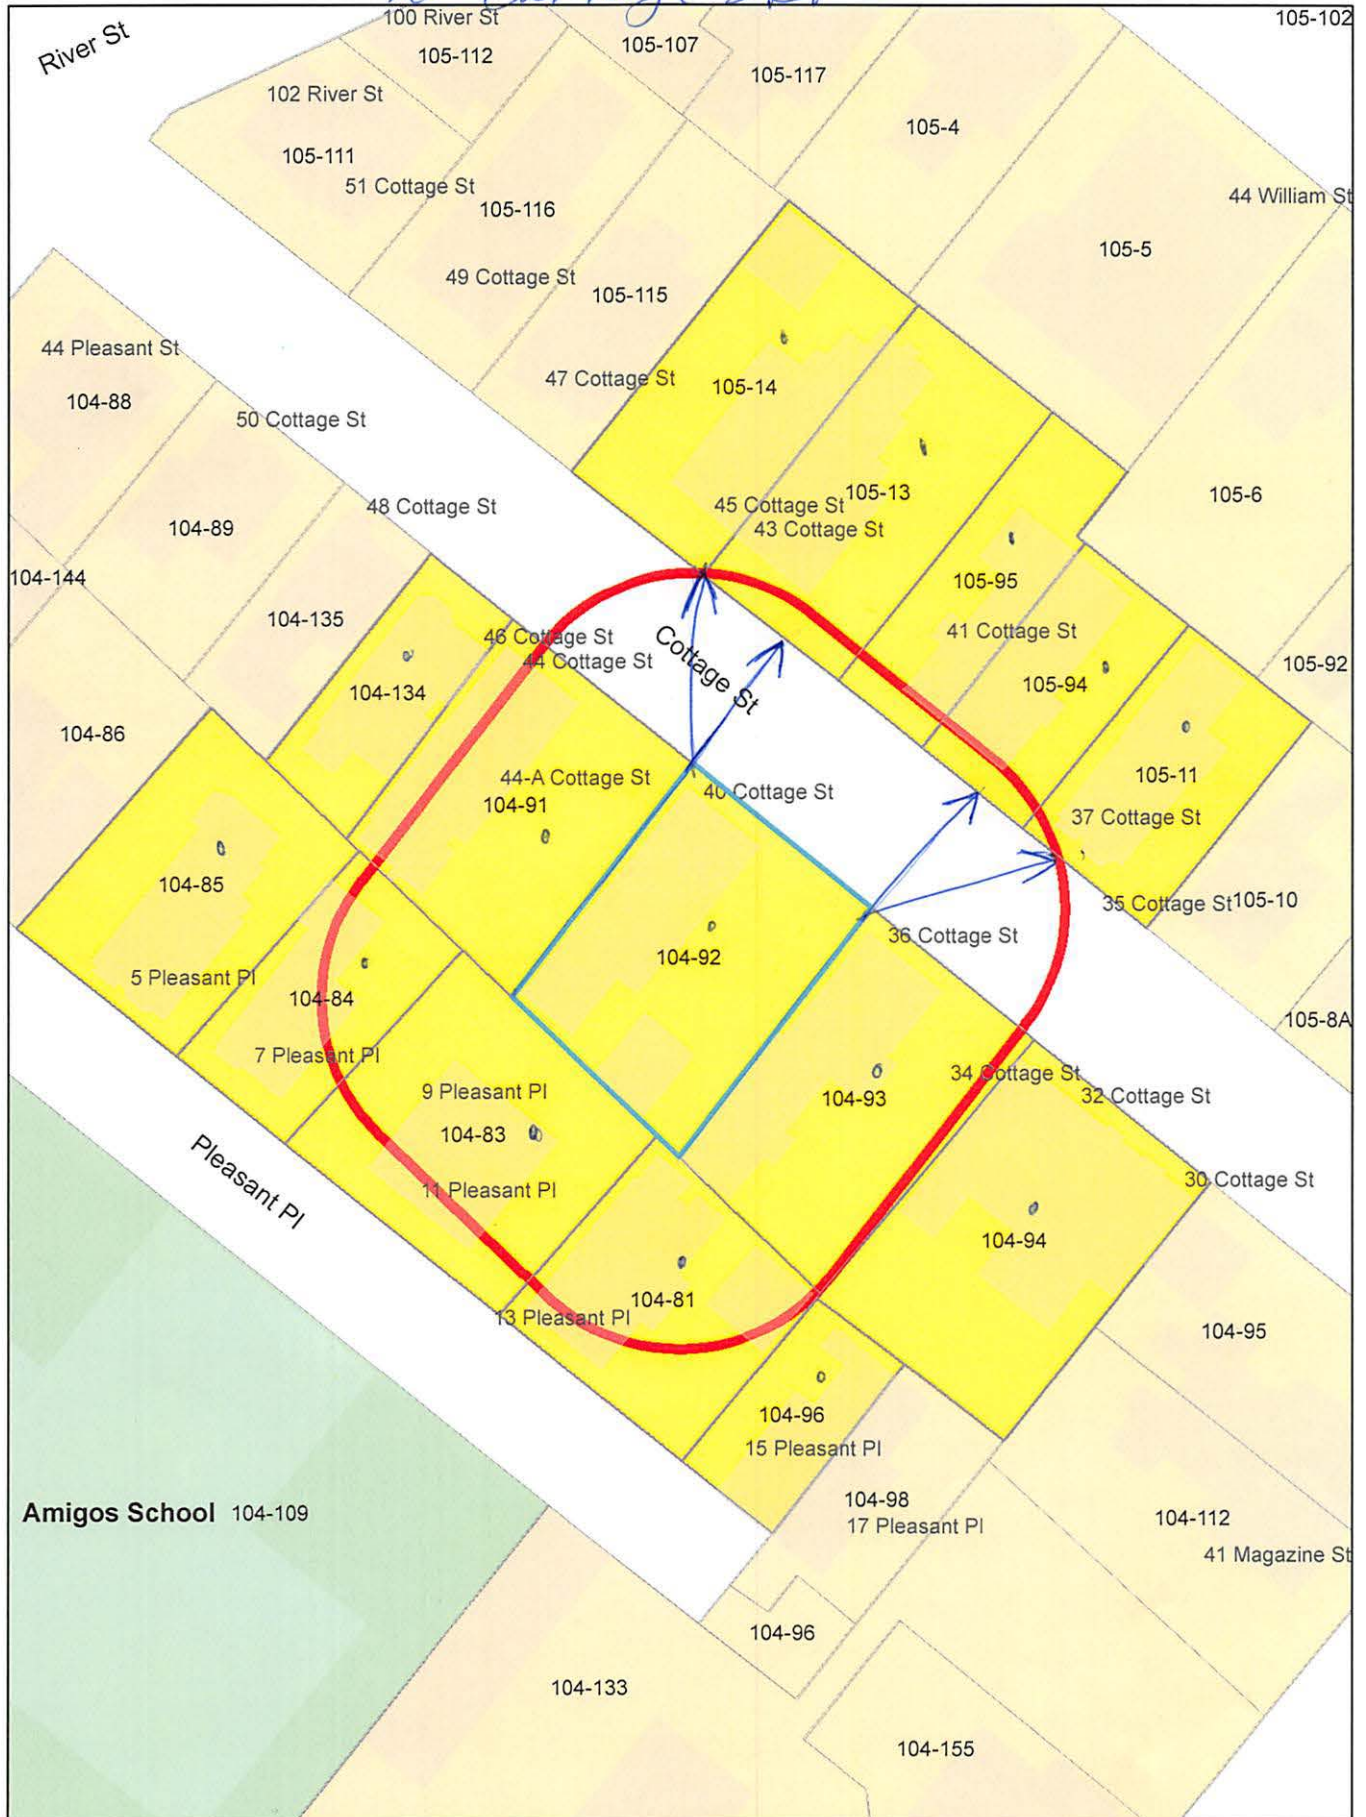 100 River St
105-102
River St
105-112
105-107
105-117
102 River St
105-4
105-111
51 Cottage St
105-116
44 William St
105-5
49 Cottage St
105-115
44 Pleasant St
47 Cottage St
105-14
104-88
50 Cottage St
105-13
105-6
45 Cottage St
48 Cottage St
43 Cottage St
104-89
104-144
105-95
104-135
41 Cottage St
46 Cottage St
44 Cottage St
Cottage St
105-92
105-94
104-134
104-86
105-11
44-A Cottage St
40 Cottage St
104-91
37 Cottage St
104-85
35 Cottage St
105-10
36 Cottage St
104-92
5 Pleasant Pl
104-84
105-8A
7 Pleasant Pl
34 Cottage St
9 Pleasant Pl
104-93
32 Cottage St
104-83
Pleasant Pl
11 Pleasant Pl
30 Cottage St
104-94
104-81
13 Pleasant Pl
104-95
104-96
15 Pleasant Pl
104-98
Amigos School
104-109
104-112
17 Pleasant Pl
41 Magazine St
104-96
104-133
104-155